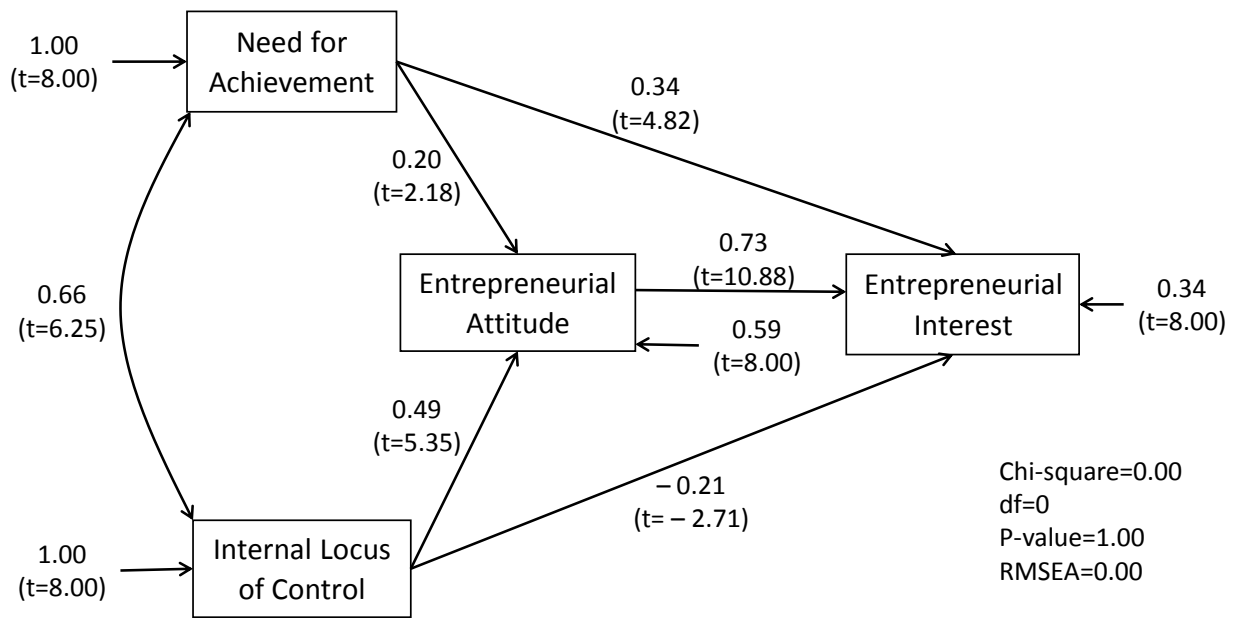 1.00
(t=8.00)
Need for
Achievement
0.34
(t=4.82)
0.20
(t=2.18)
0.66
(t=6.25)
Entrepreneurial
Attitude
0.73
(t=10.88)
0.59
(t=8.00)
Entrepreneurial
Interest
0.34
(t=8.00)
0.49
(t=5.35)
– 0.21
(t= – 2.71)
1.00
(t=8.00)
Internal Locus
of Control
Chi-square=0.00
df=0
P-value=1.00
RMSEA=0.00